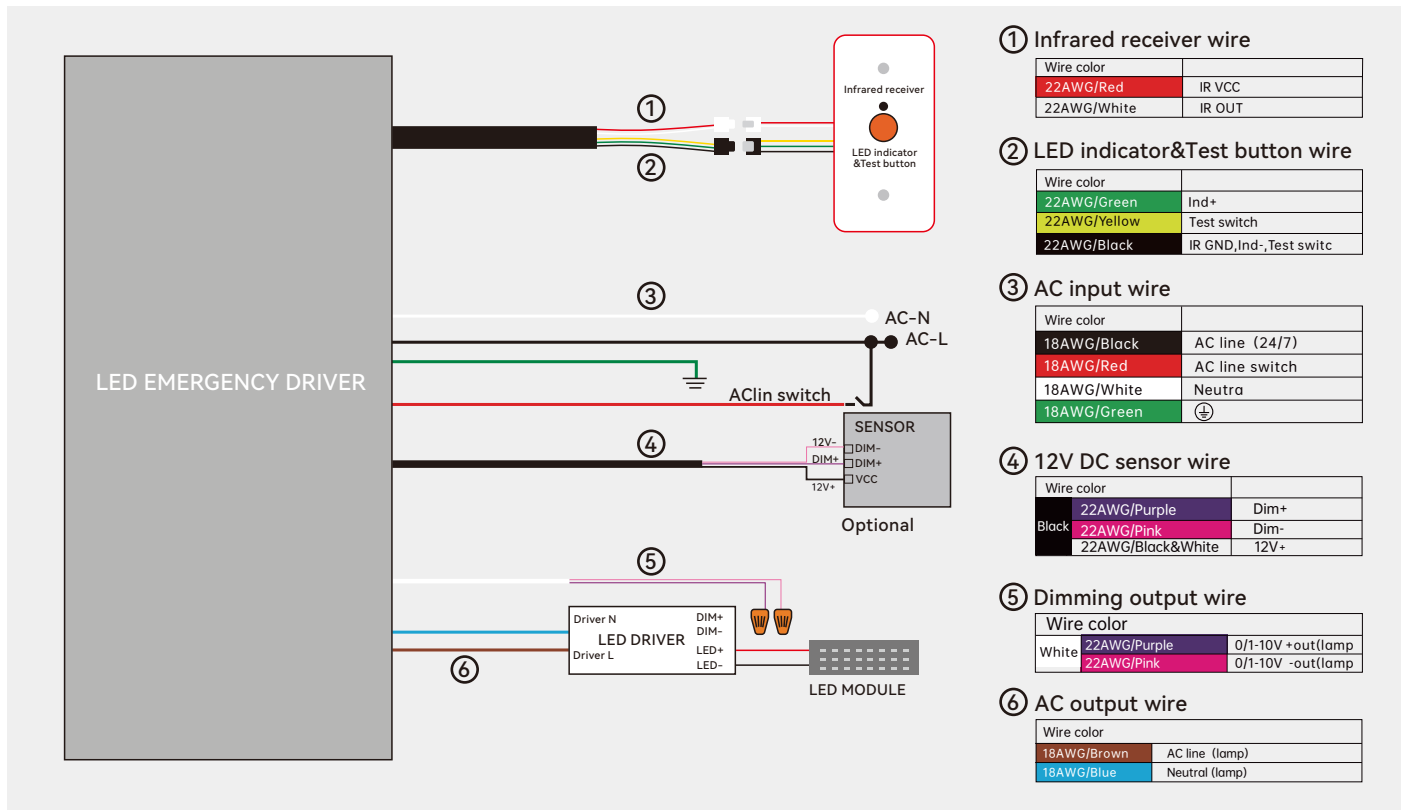 LED EMERGENCY DRIVER
①
②
Infrared receiver
LED indicator
&Test button
③
AC-N
AC-L
AClin switch
④
12V-
DIM+
12V+
SENSOR
DIM-
DIM+
VCC
Optional
⑤
Driver N
DIM+
DIM-
LED DRIVER
Driver L
LED+
LED-
⑥
LED MODULE
① Infrared receiver wire
Wire color
22AWG/Red IR VCC
22AWG/White IR OUT
② LED indicator&Test button wire
Wire color
22AWG/Green Ind+
22AWG/Yellow Test switch
22AWG/Black IR GND,Ind-,Test switc
③ AC input wire
Wire color
18AWG/Black AC line (24/7)
18AWG/Red AC line switch
18AWG/White Neutra
18AWG/Green
④ 12V DC sensor wire
Wire color
Black
22AWG/Purple Dim+
22AWG/Pink Dim-
22AWG/Black&White 12V+
⑤ Dimming output wire
Wire color
White
22AWG/Purple 0/1-10V +out(lamp
22AWG/Pink 0/1-10V -out(lamp
⑥ AC output wire
Wire color
18AWG/Brown AC line (lamp)
18AWG/Blue Neutral (lamp)